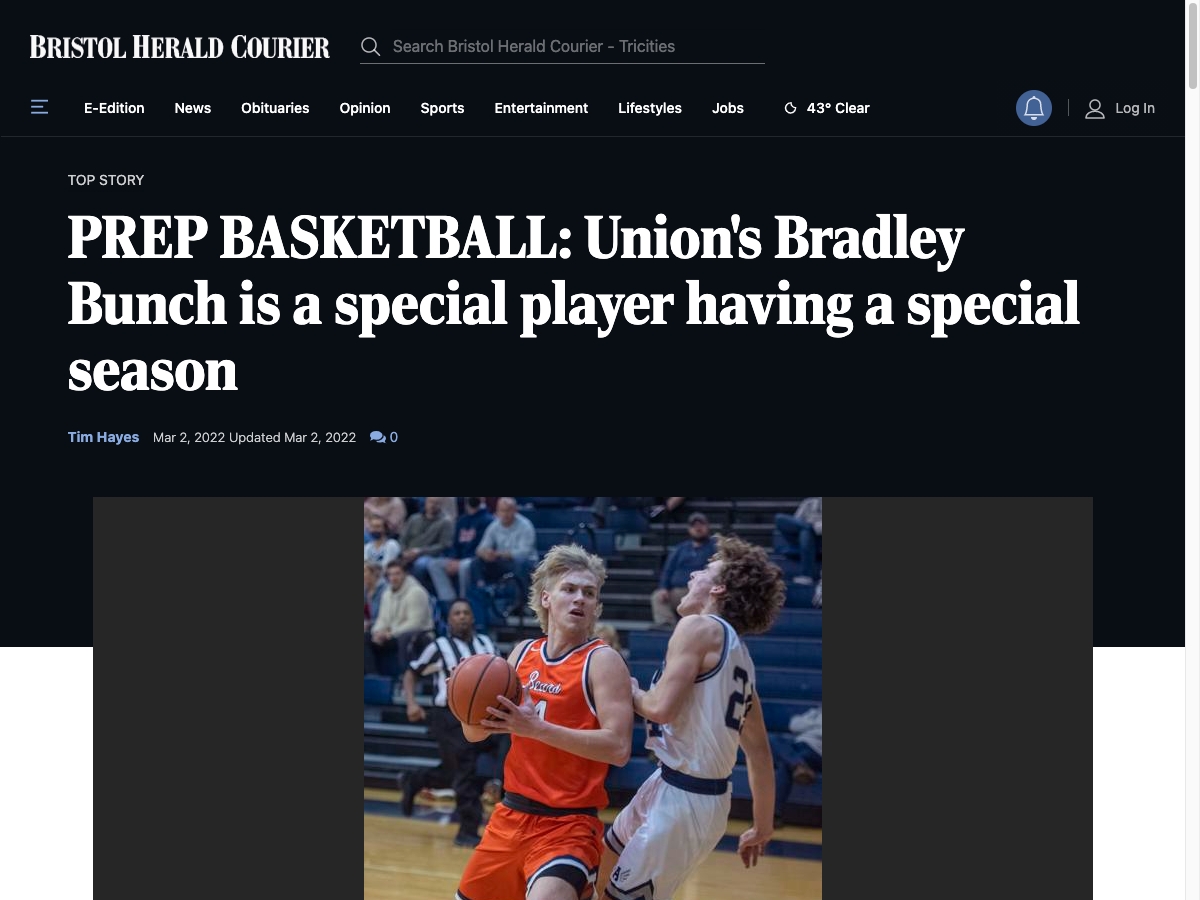 BRISTOL HERALD COURIER
Search Bristol Herald Courier - Tricities
E-Edition News Obituaries Opinion Sports Entertainment Lifestyles Jobs 43° Clear Log In
TOP STORY
PREP BASKETBALL: Union's Bradley
Bunch is a special player having a special
season
Tim Hayes Mar 2, 2022 Updated Mar 2, 2022 0